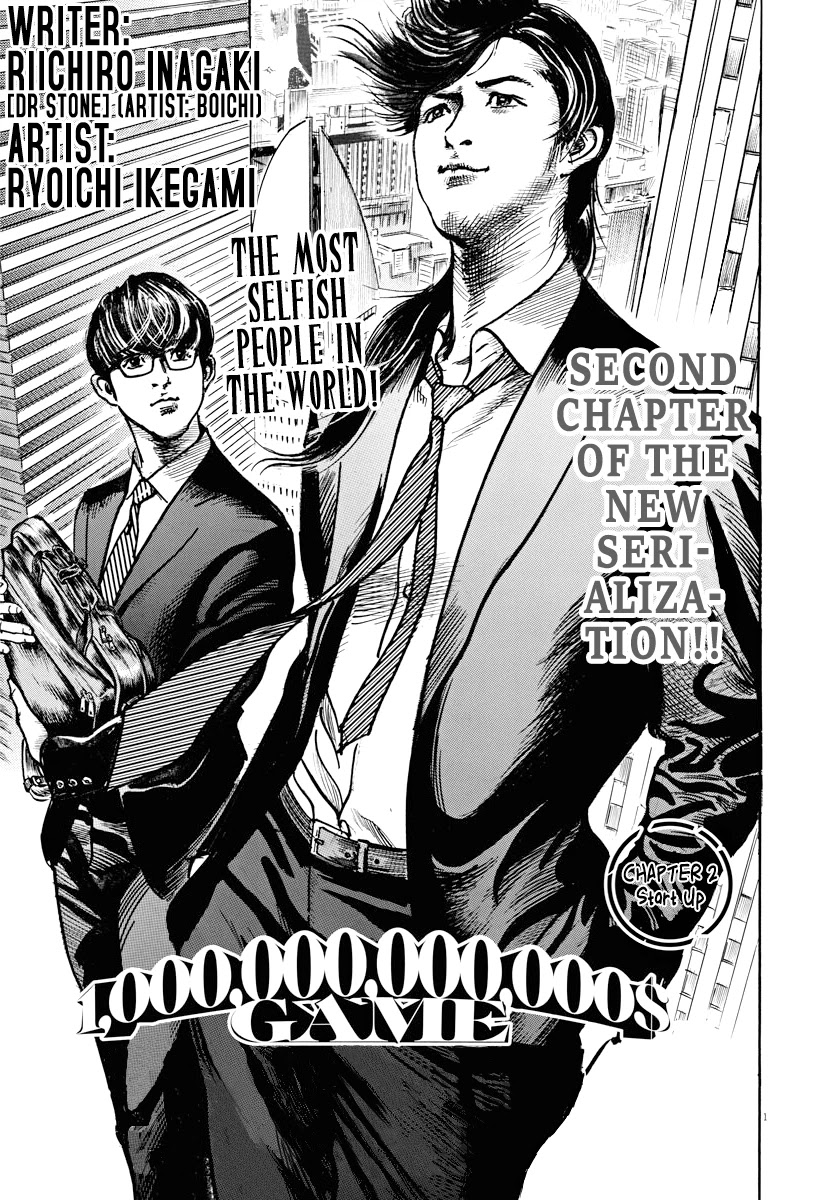 WRITER:
RIICHIRO INAGAKI
[DR STONE] (ARTIST: BOICHI)
ARTIST:
RYOICHI IKEGAMI
THE MOST
SELFISH
PEOPLE IN
THE WORLD!
SECOND
CHAPTER
OF THE
NEW
SERI-
ALIZA-
TION!!
CHAPTER 2
Start Up
1,000,000,000,000$
GAME
1